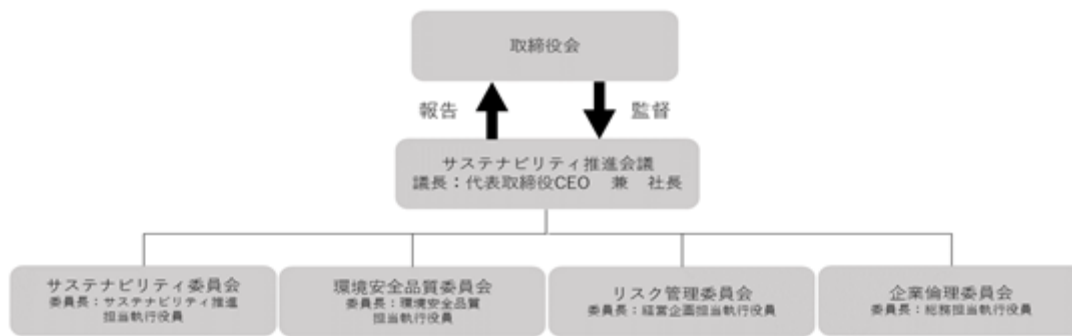 取締役会
報告
監督
サステナビリティ推進会議
議長：代表取締役CEO　兼　社長
サステナビリティ委員会
委員長：サステナビリティ推進
担当執行役員
環境安全品質委員会
委員長：環境安全品質
担当執行役員
リスク管理委員会
委員長：経営企画担当執行役員
企業倫理委員会
委員長：総務担当執行役員